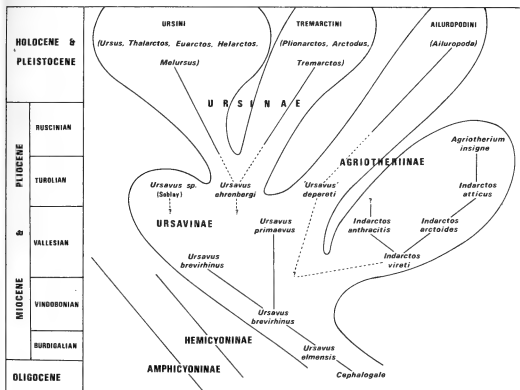 HOLOCENE &
PLEISTOCENE
PLIOCENE
&
MIOCENE
OLIGOCENE
RUSCINIAN
TUROLIAN
VALLESIAN
VINDOBONIAN
BURDIGALIAN
URSINI
(Ursus, Thalarctos, Euarctos, Helarctos,
Melursus)
TREMARCTINI
(Plionarctos, Arctodus,
Tremarctos)
AILUROPODINI
(Ailuropoda)
URSINAE
AGRIOTHERIINAE
Agriotherium
insigne
Ursavus sp.
(Soblay)
?
Ursavus
ehrenbergi
?
Ursavus
depereti
?
Indarctos
atticus
URSAVINAE
Ursavus
primaevus
?
Indarctos
anthracitis
Indarctos
arctoides
Ursavus
brevirhinus
Indarctos
vireti
Ursavus
brevirhinus
HEMICYONINAE
Ursavus
elmensis
AMPHICYONINAE
Cephalogale